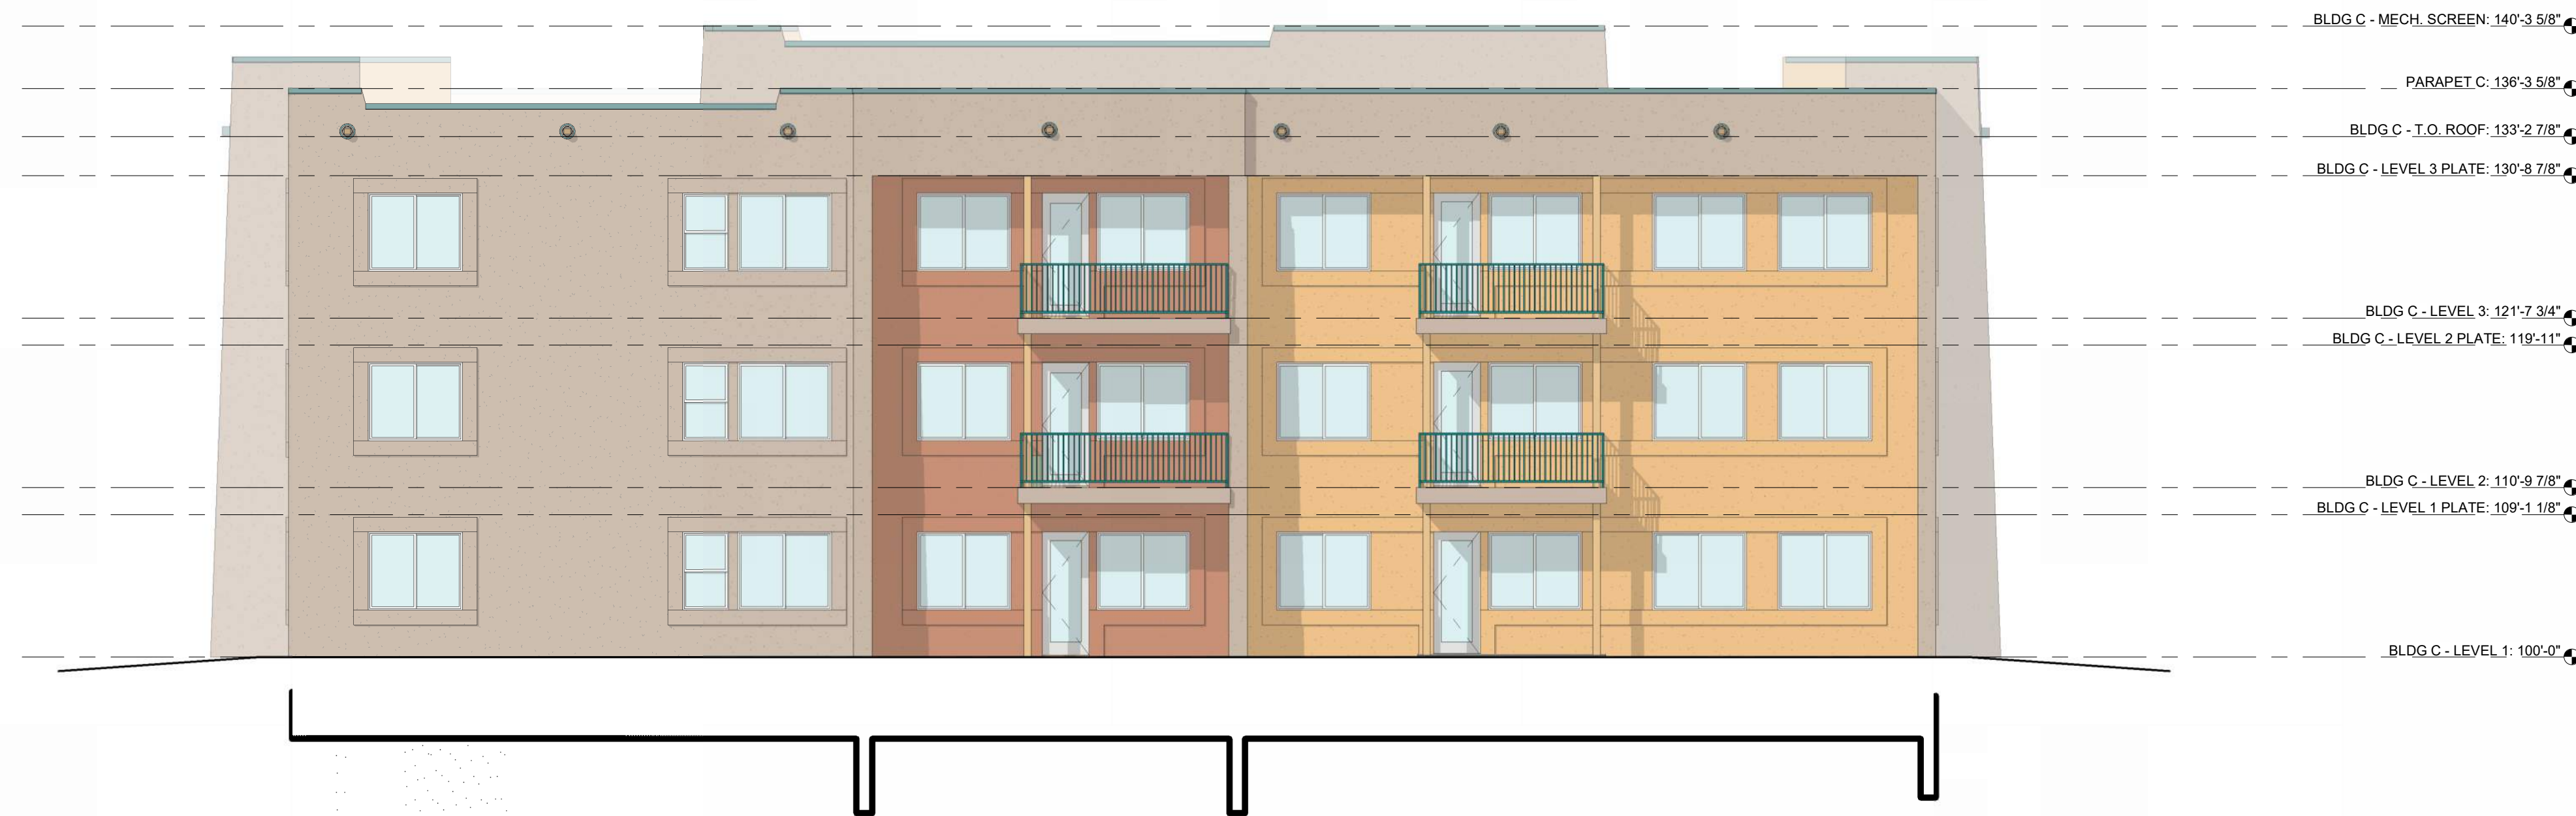 BLDG C - MECH. SCREEN: 140'-3 5/8"
PARAPET C: 136'-3 5/8"
BLDG C - T.O. ROOF: 133'-2 7/8"
BLDG C - LEVEL 3 PLATE: 130'-8 7/8"
BLDG C - LEVEL 3: 121'-7 3/4"
BLDG C - LEVEL 2 PLATE: 119'-11"
BLDG C - LEVEL 2: 110'-9 7/8"
BLDG C - LEVEL 1 PLATE: 109'-1 1/8"
BLDG C - LEVEL 1: 100'-0"